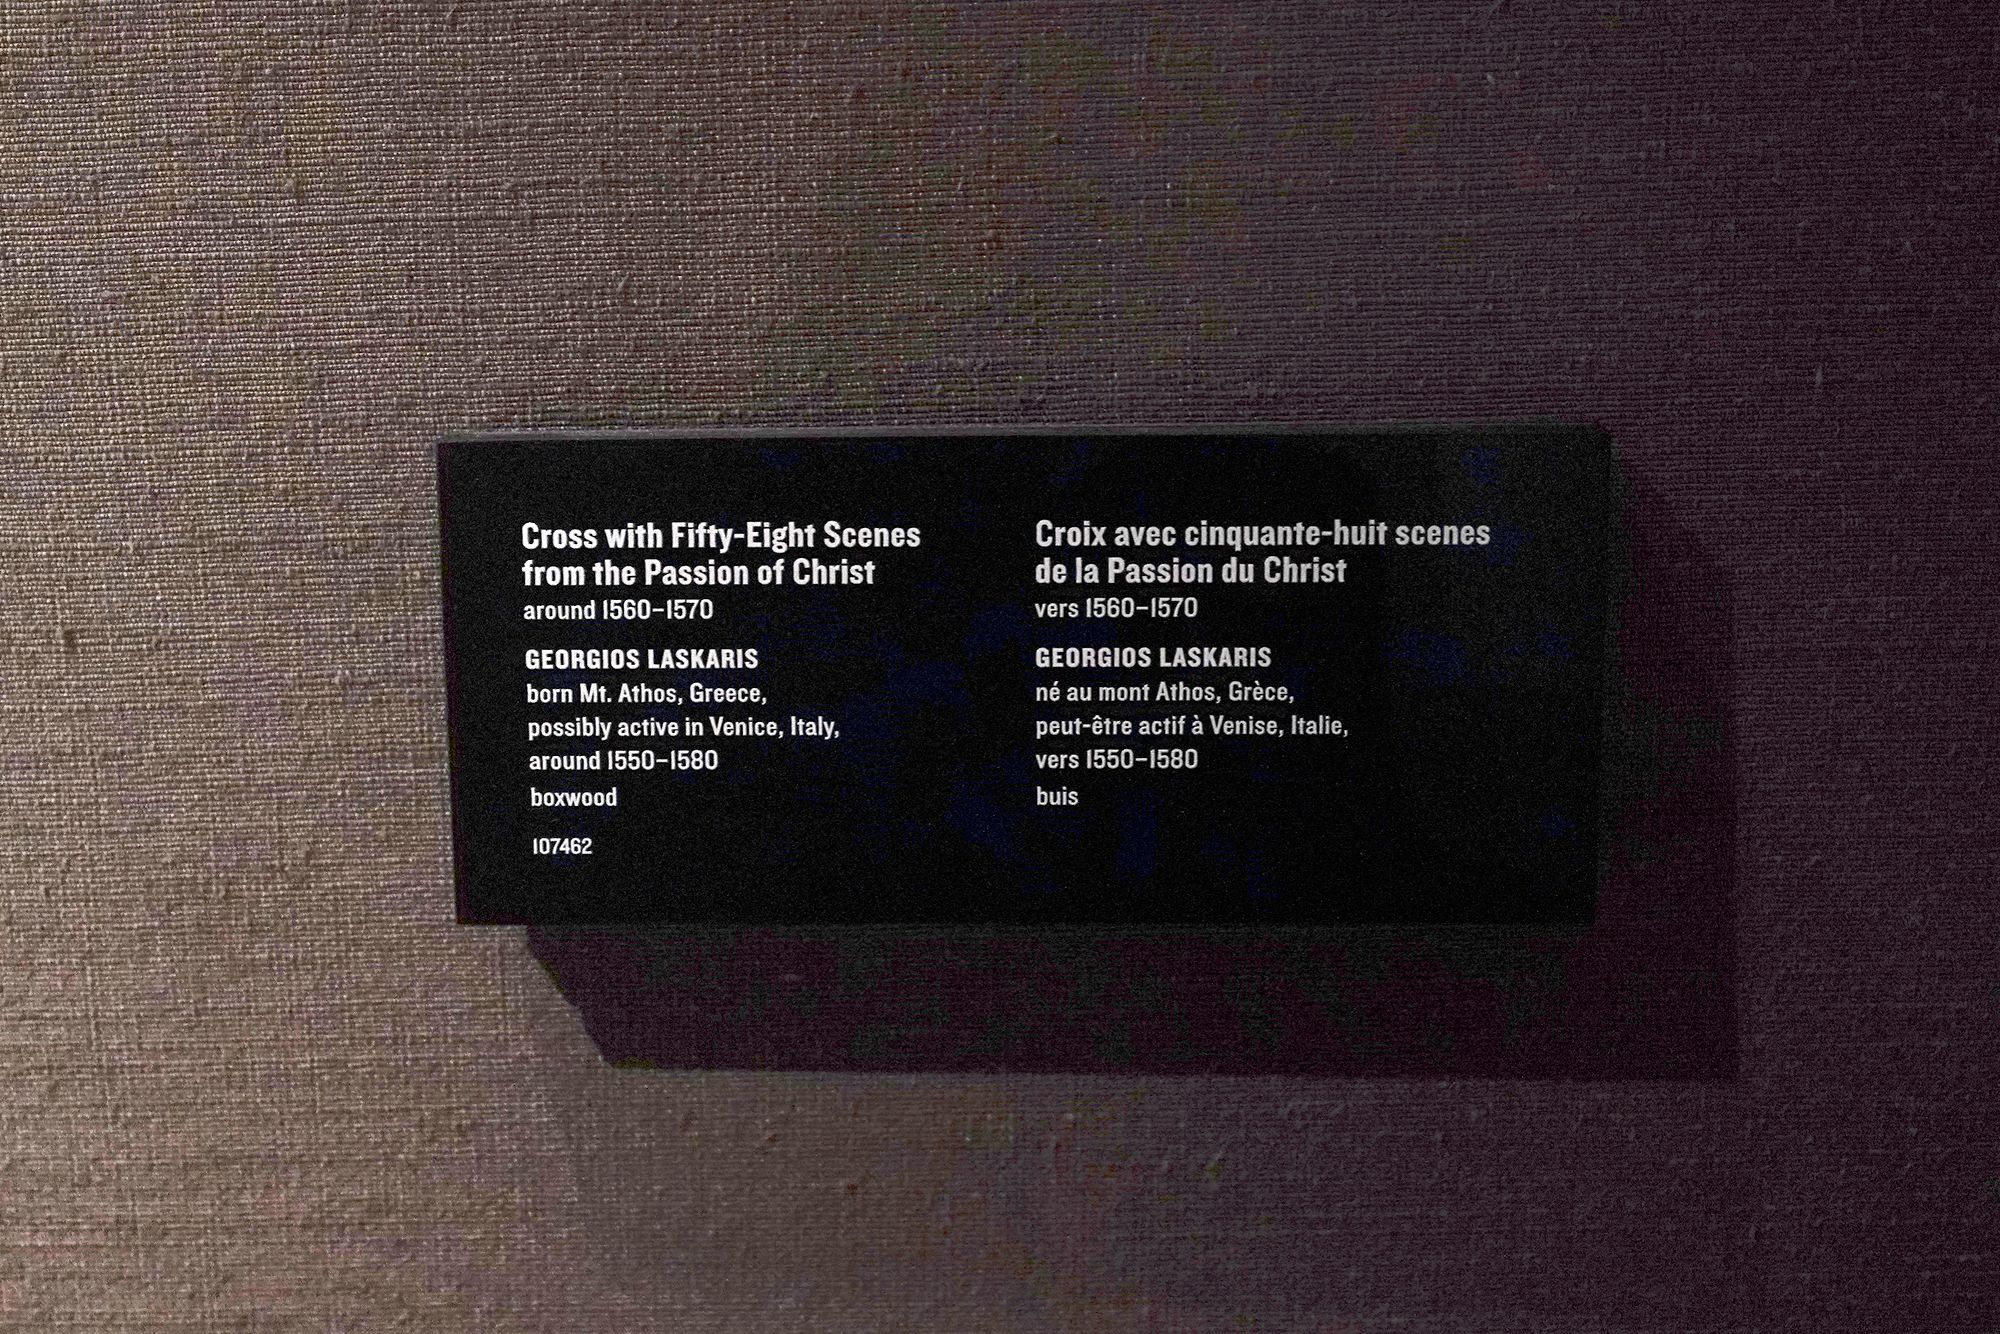 Cross with Fifty-Eight Scenes
from the Passion of Christ
around 1560–1570
GEORGIOS LASKARIS
born Mt. Athos, Greece,
possibly active in Venice, Italy,
around 1550–1580
boxwood
107462
Croix avec cinquante-huit scenes
de la Passion du Christ
vers 1560–1570
GEORGIOS LASKARIS
né au mont Athos, Grèce,
peut-être actif à Venise, Italie,
vers 1550–1580
buis